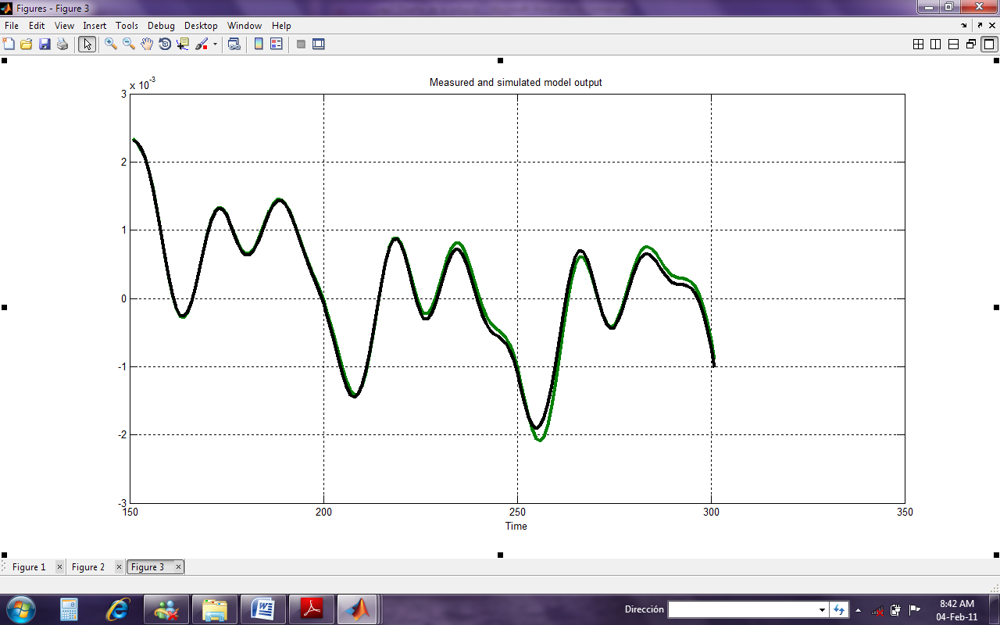 Figures - Figure 3
File Edit View Insert Tools Debug Desktop Window Help
x 10-3
Measured and simulated model output
3
2
1
0
-1
-2
-3
150 200 250 300 350
Time
Figure 1 Figure 2 Figure 3
Dirección
8:42 AM
04-Feb-11